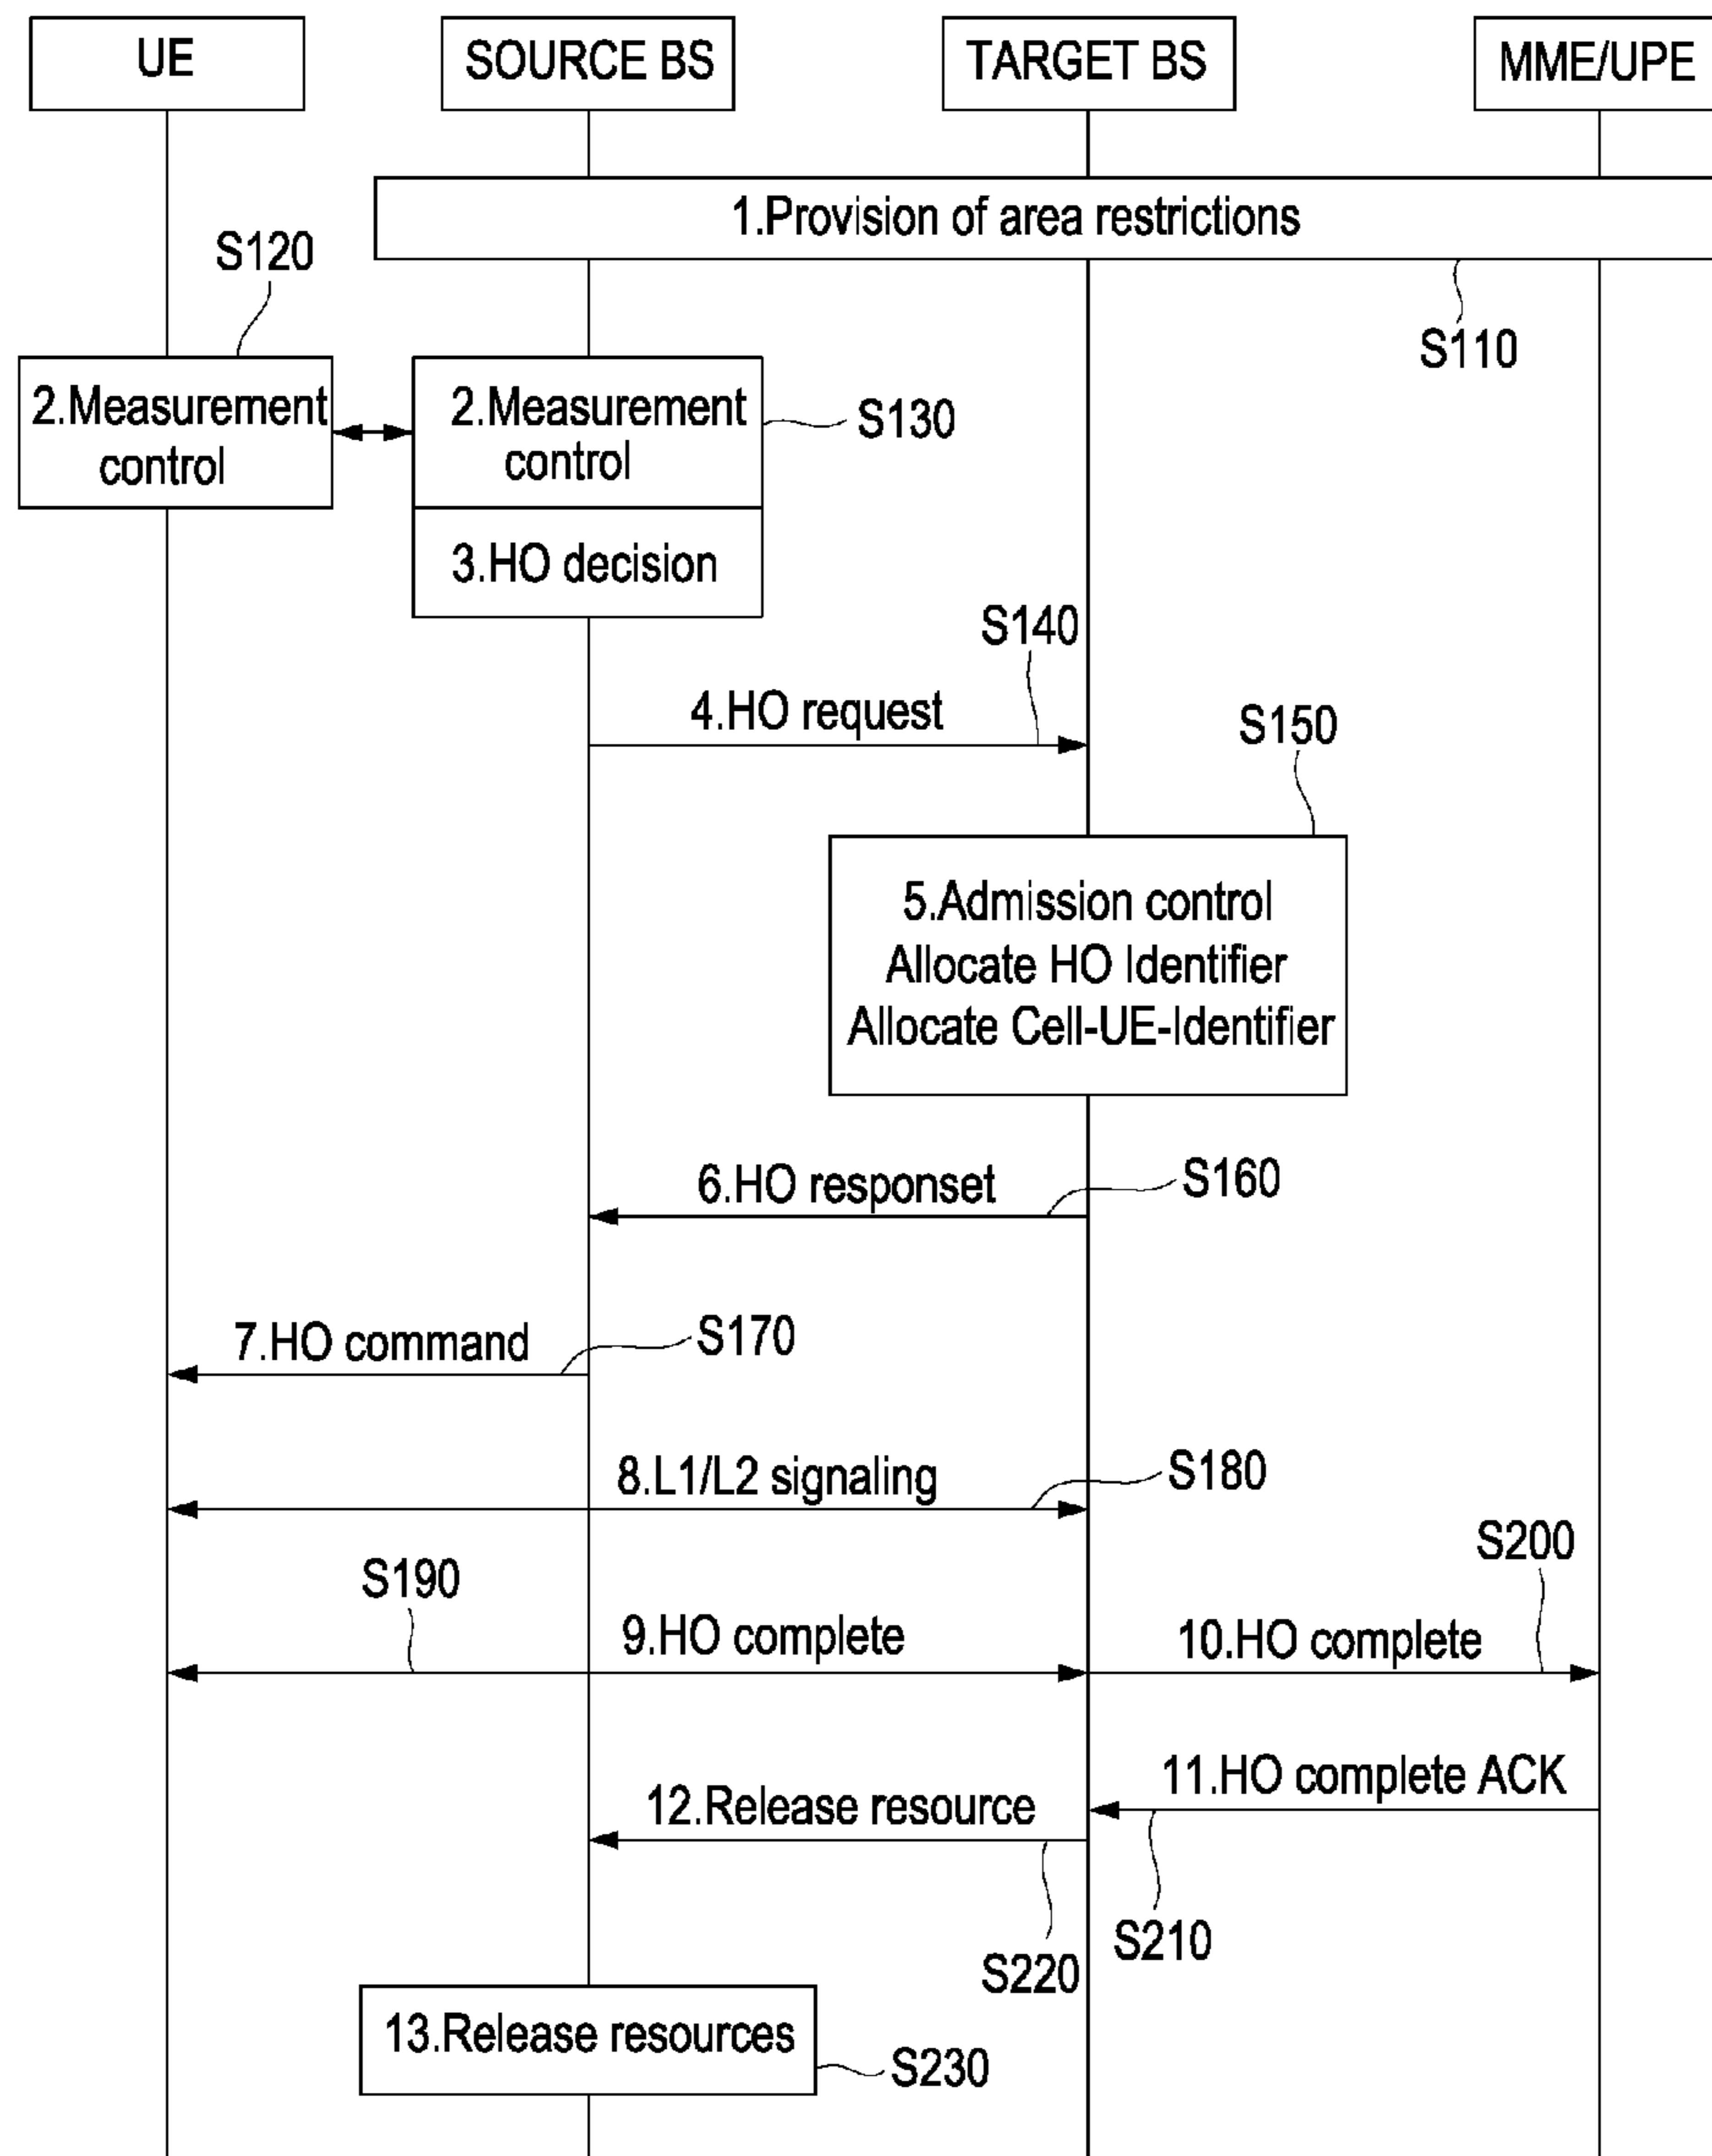 UE
SOURCE BS
TARGET BS
MME/UPE
1.Provision of area restrictions
S120
S110
2.Measurement
control
2.Measurement
control
S130
3.HO decision
S140
4.HO request
S150
5.Admission control
Allocate HO Identifier
Allocate Cell-UE-Identifier
6.HO responset
S160
7.HO command
S170
8.L1/L2 signaling
S180
S190
S200
9.HO complete
10.HO complete
11.HO complete ACK
12.Release resource
S210
S220
13.Release resources
S230